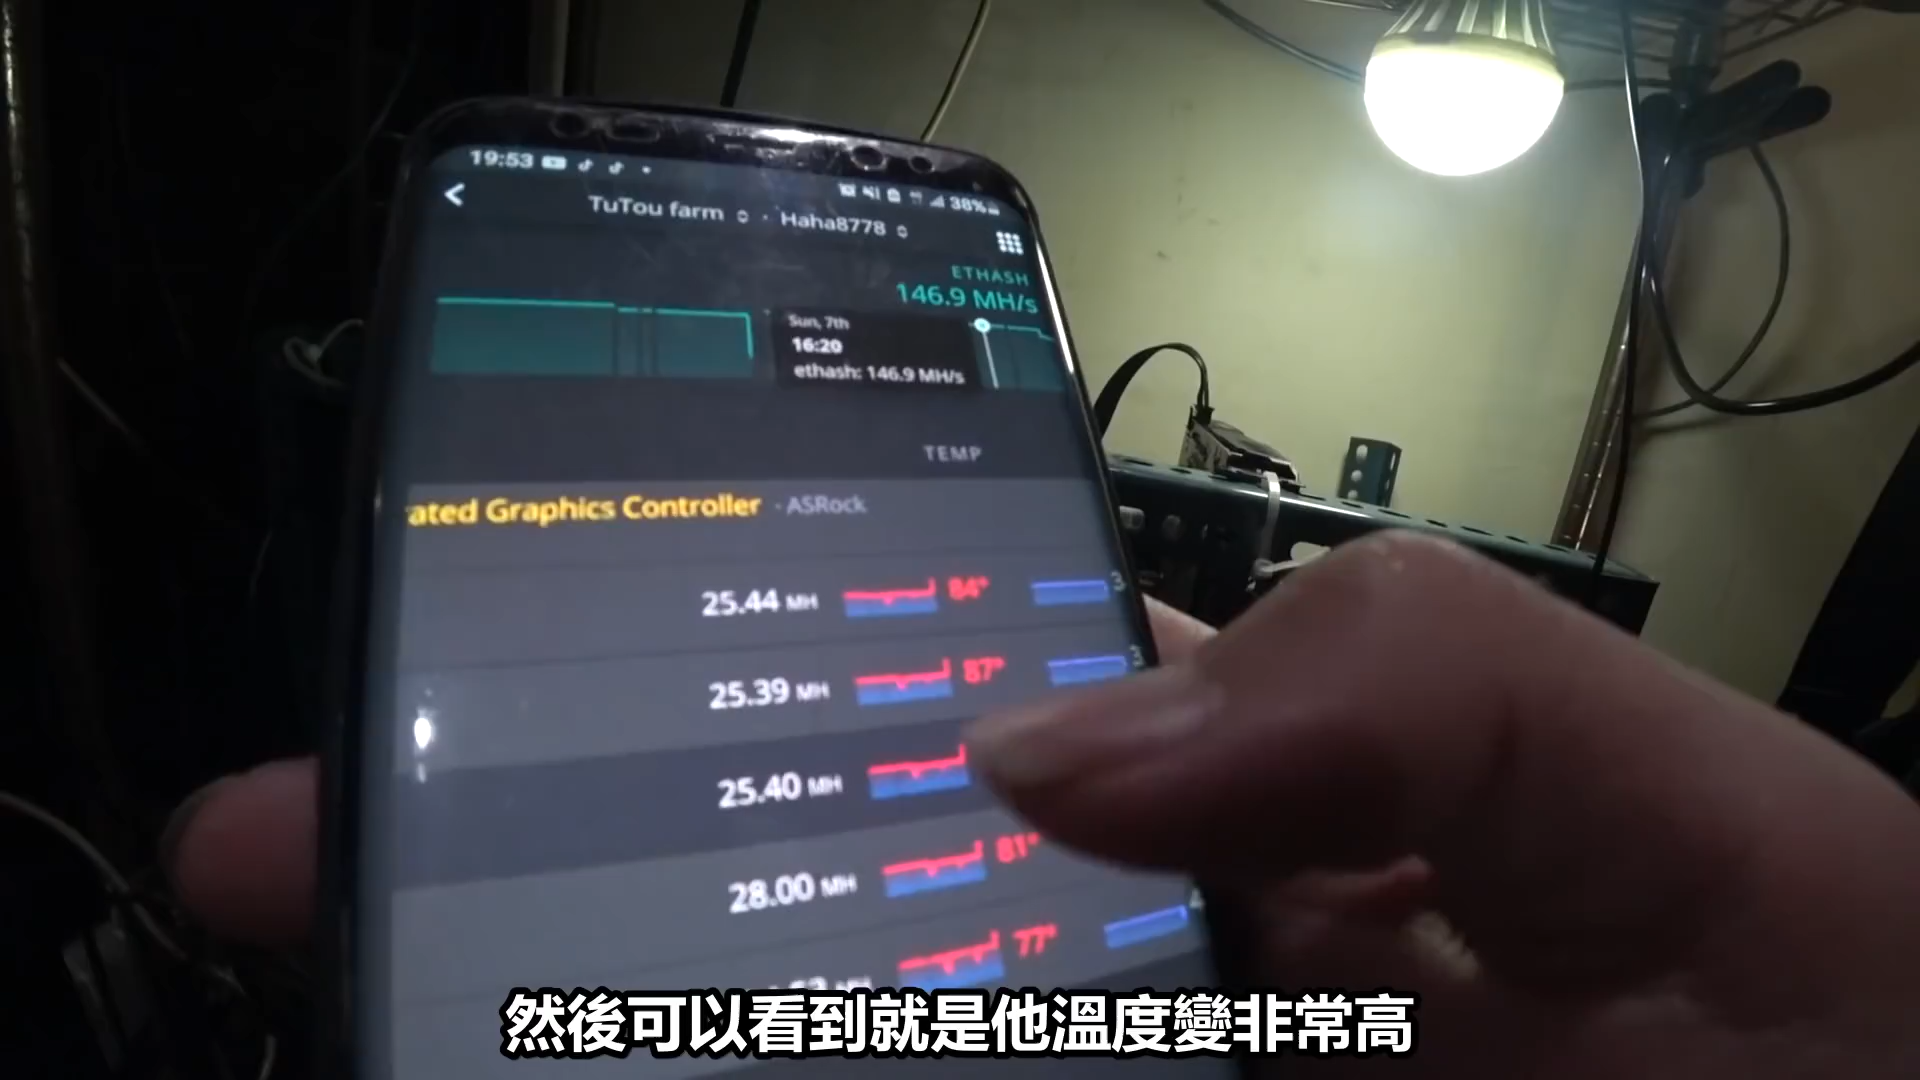 19:53
38%
TuTou farm · Haha8778
ETHASH
146.9 MH/s
Sun, 7th
16:20
ethash: 146.9 MH/s
TEMP
ated Graphics Controller · ASRock
25.44 MH 84°
25.39 MH 87°
25.40 MH
28.00 MH 81°
77°
然後可以看到就是他溫度變非常高